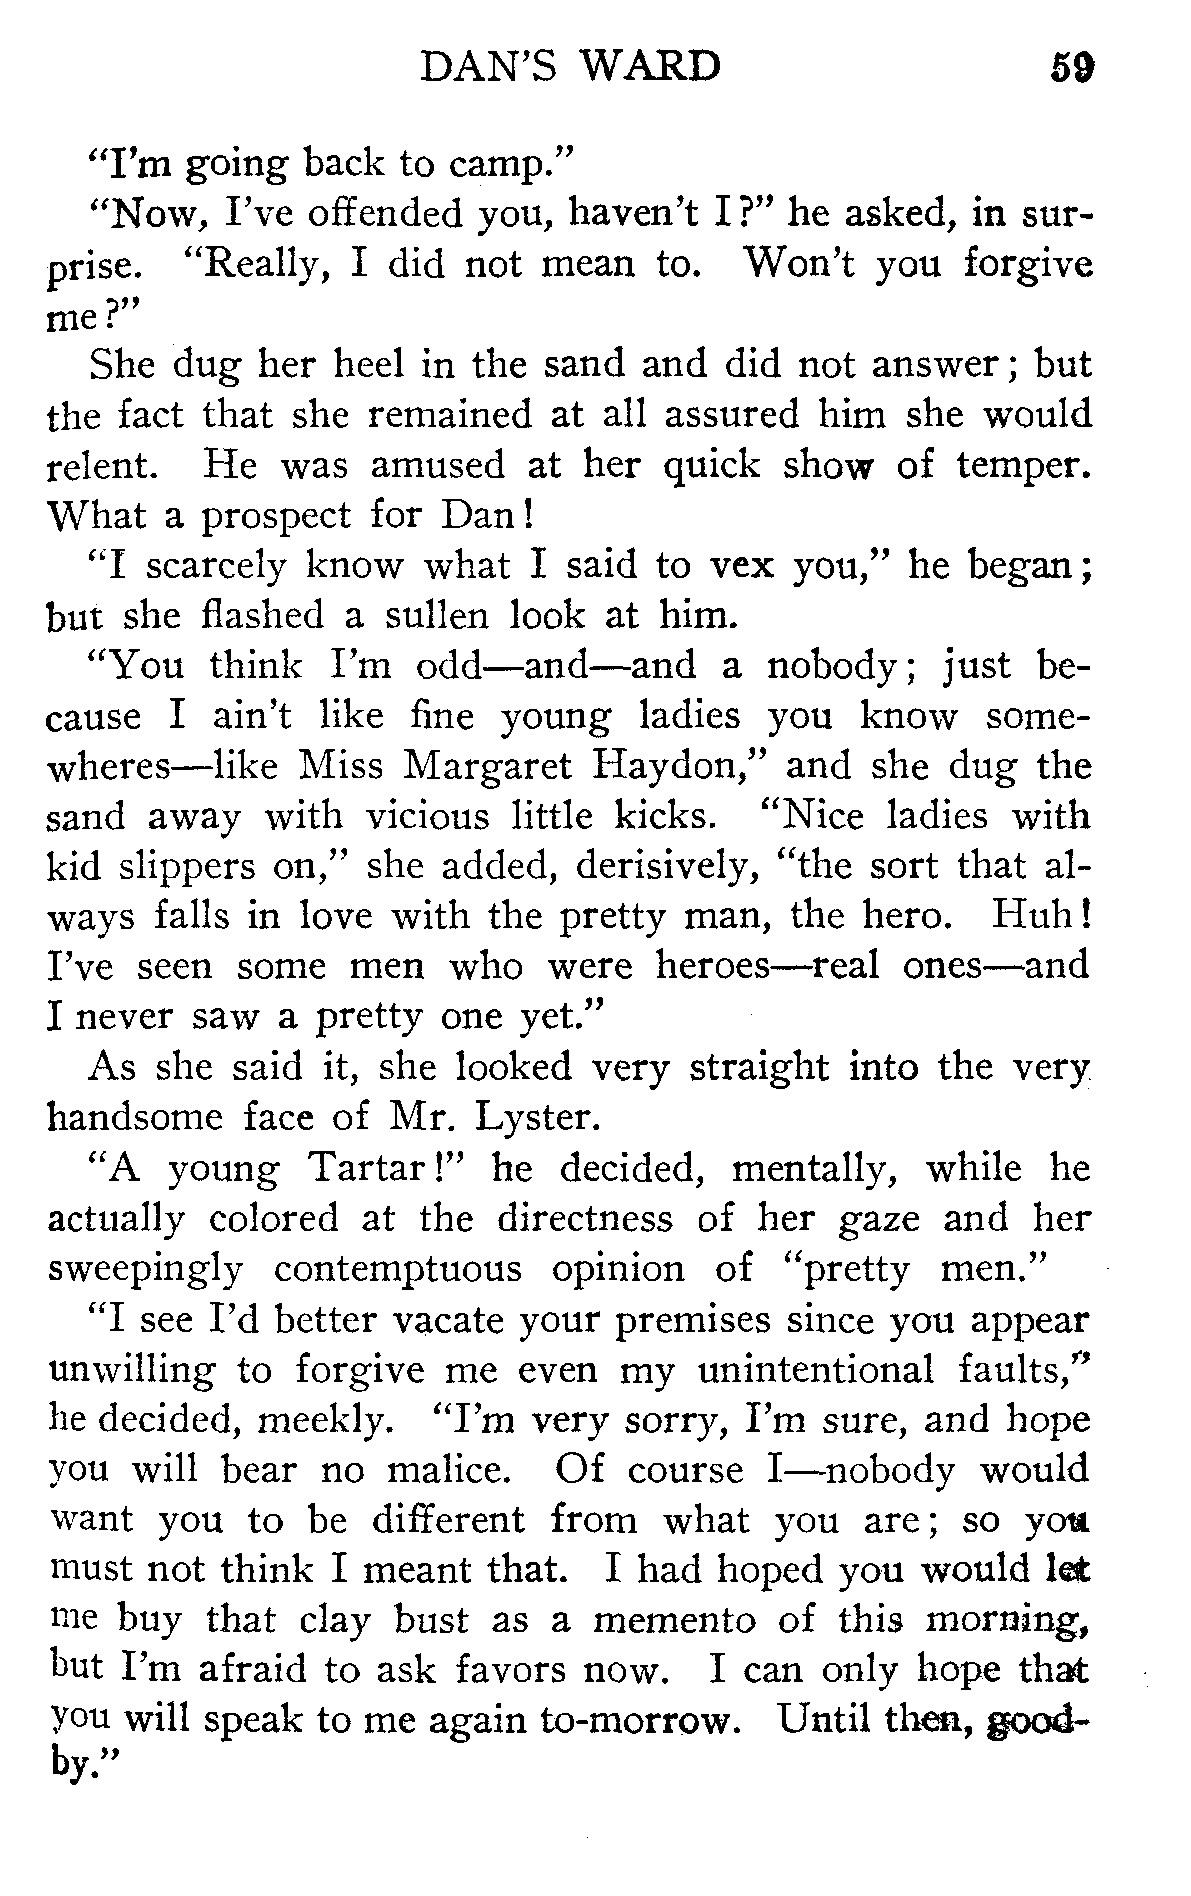 DAN'S WARD 59
"I'm going back to camp."
"Now, I've offended you, haven't I?" he asked, in sur-
prise. "Really, I did not mean to. Won't you forgive
me?"
She dug her heel in the sand and did not answer; but
the fact that she remained at all assured him she would
relent. He was amused at her quick show of temper.
What a prospect for Dan!
"I scarcely know what I said to vex you," he began;
but she flashed a sullen look at him.
"You think I'm odd—and—and a nobody; just be-
cause I ain't like fine young ladies you know some-
wheres—like Miss Margaret Haydon," and she dug the
sand away with vicious little kicks. "Nice ladies with
kid slippers on," she added, derisively, "the sort that al-
ways falls in love with the pretty man, the hero. Huh!
I've seen some men who were heroes—real ones—and
I never saw a pretty one yet."
As she said it, she looked very straight into the very
handsome face of Mr. Lyster.
"A young Tartar!" he decided, mentally, while he
actually colored at the directness of her gaze and her
sweepingly contemptuous opinion of "pretty men."
"I see I'd better vacate your premises since you appear
unwilling to forgive me even my unintentional faults,"
he decided, meekly. "I'm very sorry, I'm sure, and hope
you will bear no malice. Of course I—nobody would
want you to be different from what you are; so you
must not think I meant that. I had hoped you would let
me buy that clay bust as a memento of this morning,
but I'm afraid to ask favors now. I can only hope that
you will speak to me again to-morrow. Until then, good-
by."